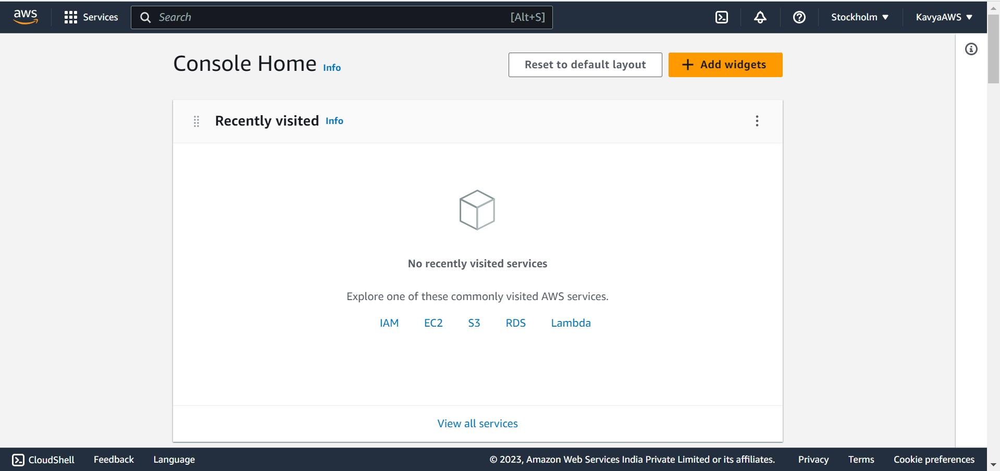 aws Services Search [Alt+S] Stockholm ▼ KavyaAWS ▼
Console Home Info Reset to default layout + Add widgets
Recently visited Info
No recently visited services
Explore one of these commonly visited AWS services.
IAM EC2 S3 RDS Lambda
View all services
CloudShell Feedback Language © 2023, Amazon Web Services India Private Limited or its affiliates. Privacy Terms Cookie preferences